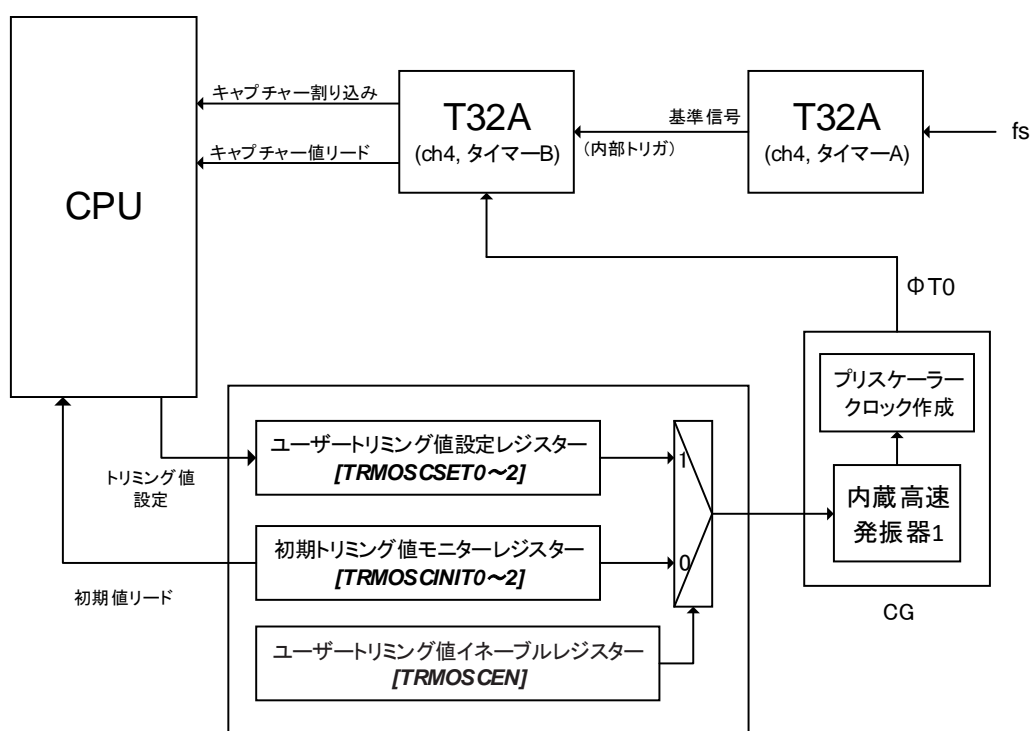 CPU
キャプチャー割り込み
キャプチャー値リード
T32A
(ch4, タイマーB)
基準信号
(内部トリガ)
T32A
(ch4, タイマーA)
fs
ΦT0
プリスケーラー
クロック作成
内蔵高速
発振器1
CG
トリミング値
設定
初期値リード
ユーザートリミング値設定レジスター
[TRMOSCSET0～2]
初期トリミング値モニターレジスター
[TRMOSCINIT0～2]
ユーザートリミング値イネーブルレジスター
[TRMOSCEN]
1
0